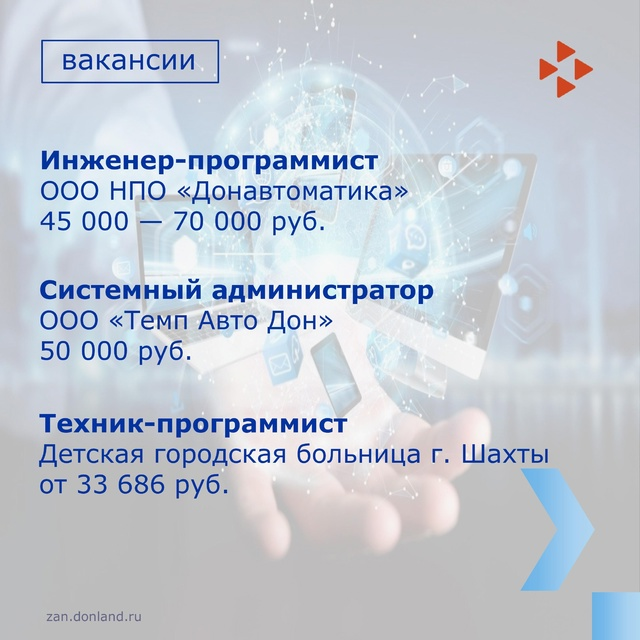 вакансии
Инженер-программист
ООО НПО «Донавтоматика»
45 000 — 70 000 руб.
Системный администратор
ООО «Темп Авто Дон»
50 000 руб.
Техник-программист
Детская городская больница г. Шахты
от 33 686 руб.
zan.donland.ru